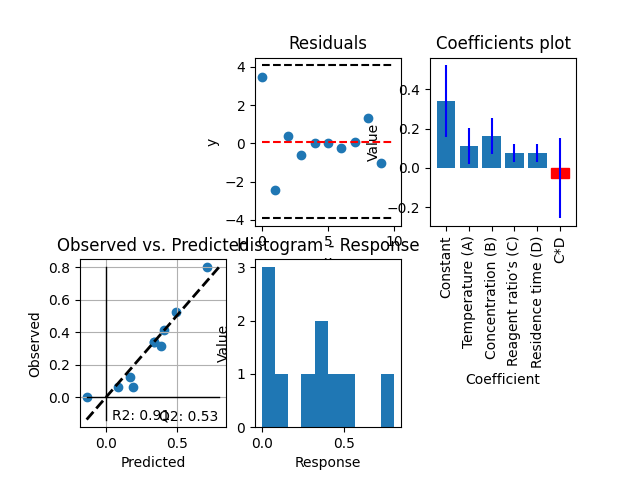 Residuals
4
2
0
−2
−4
y
0
5
10
Coefficients plot
0.4
0.2
0.0
−0.2
Value
Constant
Temperature (A)
Concentration (B)
Reagent ratio's (C)
Residence time (D)
C*D
Coefficient
Observed vs. Predicted
0.8
0.6
0.4
0.2
0.0
Observed
R2: 0.91
Q2: 0.53
0.0
0.5
Predicted
Histogram - Response
3
2
1
0
Value
0.0
0.5
Response